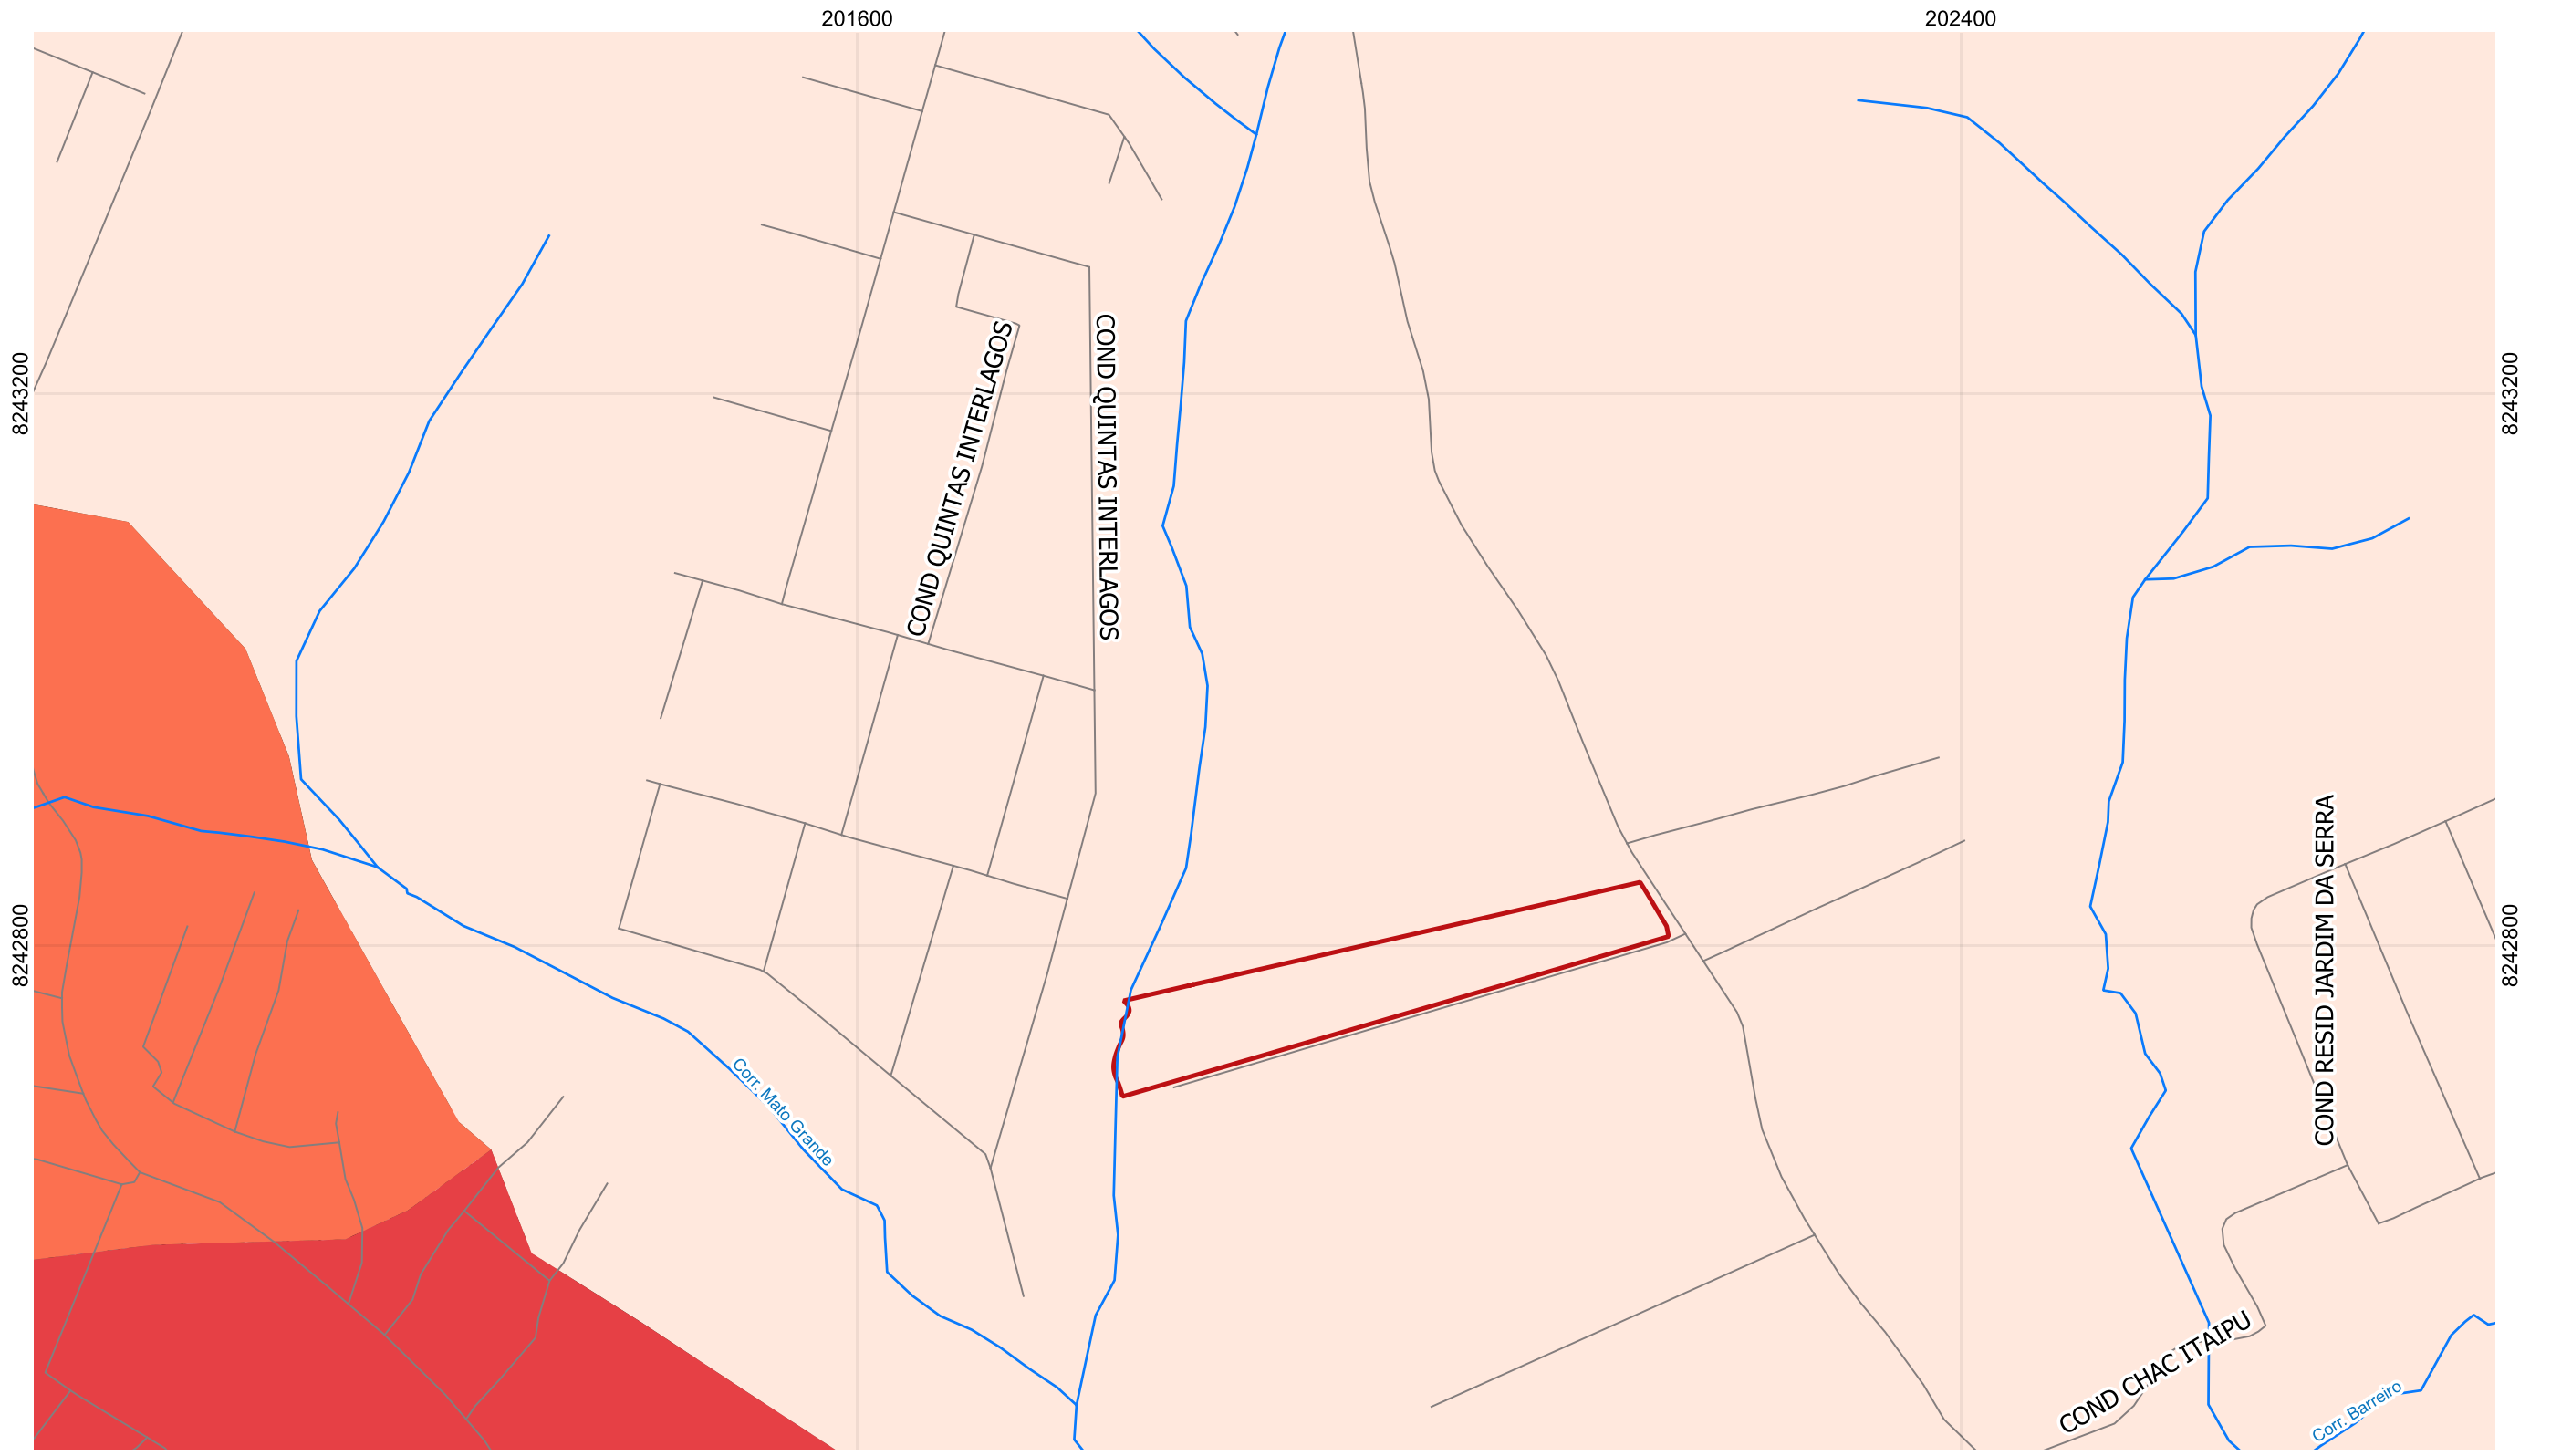 201600
202400
8243200
8243200
COND QUINTAS INTERLAGOS
COND QUINTAS INTERLAGOS
8242800
8242800
COND RESID JARDIM DA SERRA
Corr. Mato Grande
COND CHAC ITAIPU
Corr. Barreiro